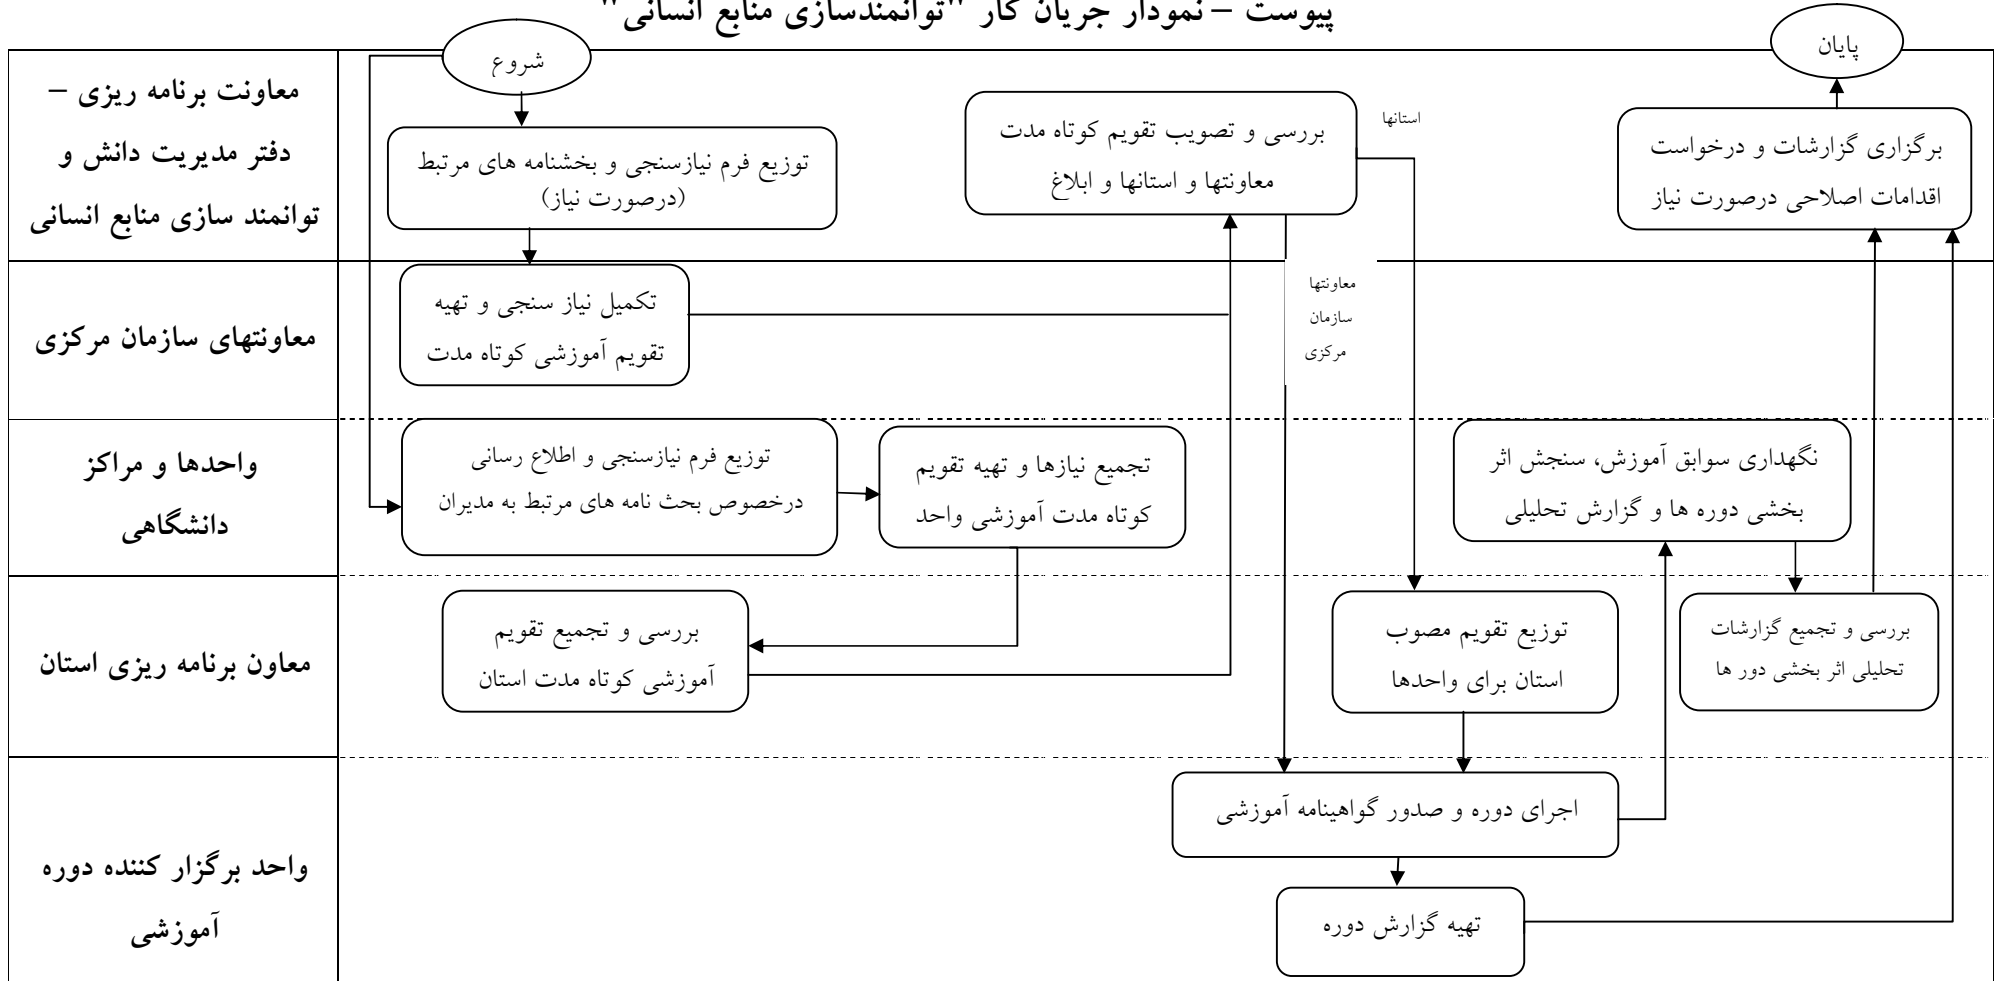 پیوست – نمودار جریان کار "توانمندسازی منابع انسانی"
شروع
پایان
معاونت برنامه ریزی –
دفتر مدیریت دانش و
توانمند سازی منابع انسانی
توزیع فرم نیازسنجی و بخشنامه های مرتبط
(درصورت نیاز)
بررسی و تصویب تقویم کوتاه مدت
معاونتها و استانها و ابلاغ
استانها
برگزاری گزارشات و درخواست
اقدامات اصلاحی درصورت نیاز
معاونتهای سازمان مرکزی
تکمیل نیاز سنجی و تهیه
تقویم آموزشی کوتاه مدت
معاونتها
سازمان
مرکزی
واحدها و مراکز
دانشگاهی
توزیع فرم نیازسنجی و اطلاع رسانی
درخصوص بحث نامه های مرتبط به مدیران
تجمیع نیازها و تهیه تقویم
کوتاه مدت آموزشی واحد
نگهداری سوابق آموزش، سنجش اثر
بخشی دوره ها و گزارش تحلیلی
معاون برنامه ریزی استان
بررسی و تجمیع تقویم
آموزشی کوتاه مدت استان
توزیع تقویم مصوب
استان برای واحدها
بررسی و تجمیع گزارشات
تحلیلی اثر بخشی دور ها
واحد برگزار کننده دوره
آموزشی
اجرای دوره و صدور گواهینامه آموزشی
تهیه گزارش دوره